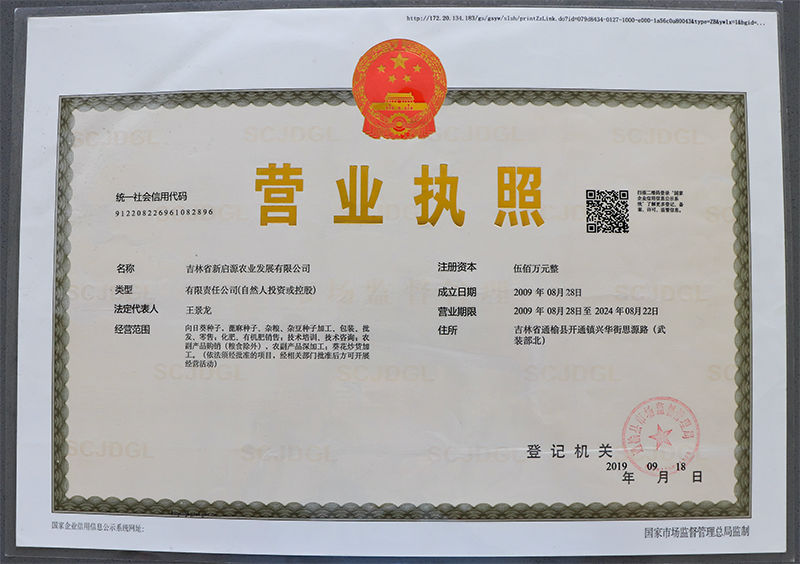 http://172.20.134.183/gs/gsyw/slsh/printZzLink.do?id=079d8434-0127-1000-e000-1a56c0a80043&type=ZB&ywlx=1&bgid=...
SCJDGL
营业执照
统一社会信用代码
912208226961082896
扫描二维码登录“国家
企业信用信息公示系
统”了解更多登记、备
案、许可、监管信息。
名称 吉林省新启源农业发展有限公司
注册资本 伍佰万元整
类型 有限责任公司(自然人投资或控股)
成立日期 2009 年 08月 28日
法定代表人 王景龙
营业期限 2009 年 08月 28日至 2024 年 08月 22日
经营范围 向日葵种子、蓖麻种子、杂粮、杂豆种子加工、包装、批
发、零售;化肥、有机肥销售;技术培训、技术咨询;农
副产品购销(粮食除外)、农副产品深加工;葵花炒货加
工。(依法须经批准的项目,经相关部门批准后方可开展
经营活动)
住所 吉林省通榆县开通镇兴华街思源路(武
装部北)
通榆县市场监督管理局
登记机关
2019 09 18
年 月 日
国家企业信用信息公示系统网址:
国家市场监督管理总局监制